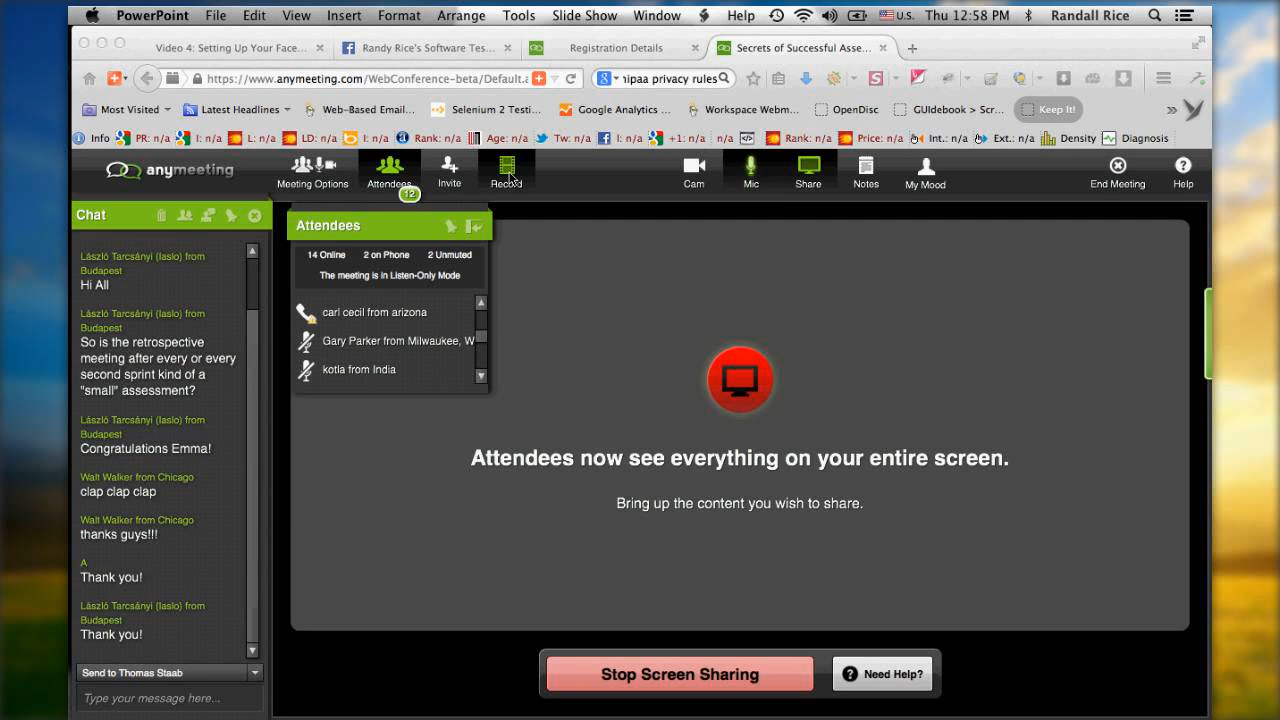 PowerPoint File Edit View Insert Format Arrange Tools Slide Show Window Help U.S. Thu 12:58 PM Randall Rice
Video 4: Setting Up Your Face... Randy Rice's Software Tes... Registration Details Secrets of Successful Asse...
https://www.anymeeting.com/WebConference-beta/Default.a hipaa privacy rules
Most Visited Latest Headlines Web-Based Email... Selenium 2 Testi... Google Analytics ... Workspace Webm... OpenDisc GUIdebook > Scr... Keep It!
Info PR: n/a I: n/a L: n/a LD: n/a I: n/a Rank: n/a Age: n/a Tw: n/a I: n/a +1: n/a n/a Rank: n/a Price: n/a Int.: n/a Ext.: n/a Density Diagnosis
anymeeting Meeting Options Attendees 12 Invite Record Cam Mic Share Notes My Mood End Meeting Help
Chat
László Tarcsányi (laslo) from
Budapest
Hi All
László Tarcsányi (laslo) from
Budapest
So is the retrospective
meeting after every or every
second sprint kind of a
"small" assessment?
László Tarcsányi (laslo) from
Budapest
Congratulations Emma!
Walt Walker from Chicago
clap clap clap
Walt Walker from Chicago
thanks guys!!!
A
Thank you!
László Tarcsányi (laslo) from
Budapest
Thank you!
Send to Thomas Staab
Type your message here...
Attendees
14 Online 2 on Phone 2 Unmuted
The meeting is in Listen-Only Mode
carl cecil from arizona
Gary Parker from Milwaukee, W
kotla from India
Attendees now see everything on your entire screen.
Bring up the content you wish to share.
Stop Screen Sharing Need Help?